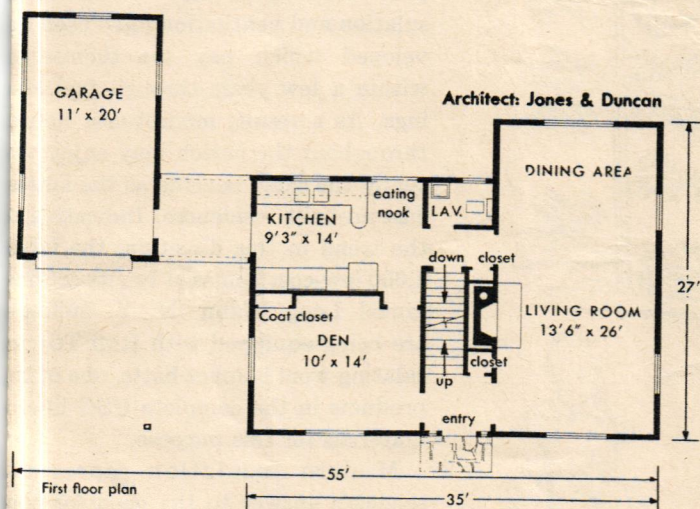 GARAGE
11' x 20'
Architect: Jones & Duncan
DINING AREA
eating
nook
KITCHEN
9'3" x 14'
LAV.
down
closet
27'
Coat closet
LIVING ROOM
13'6" x 26'
DEN
10' x 14'
closet
up
entry
55'
First floor plan
35'